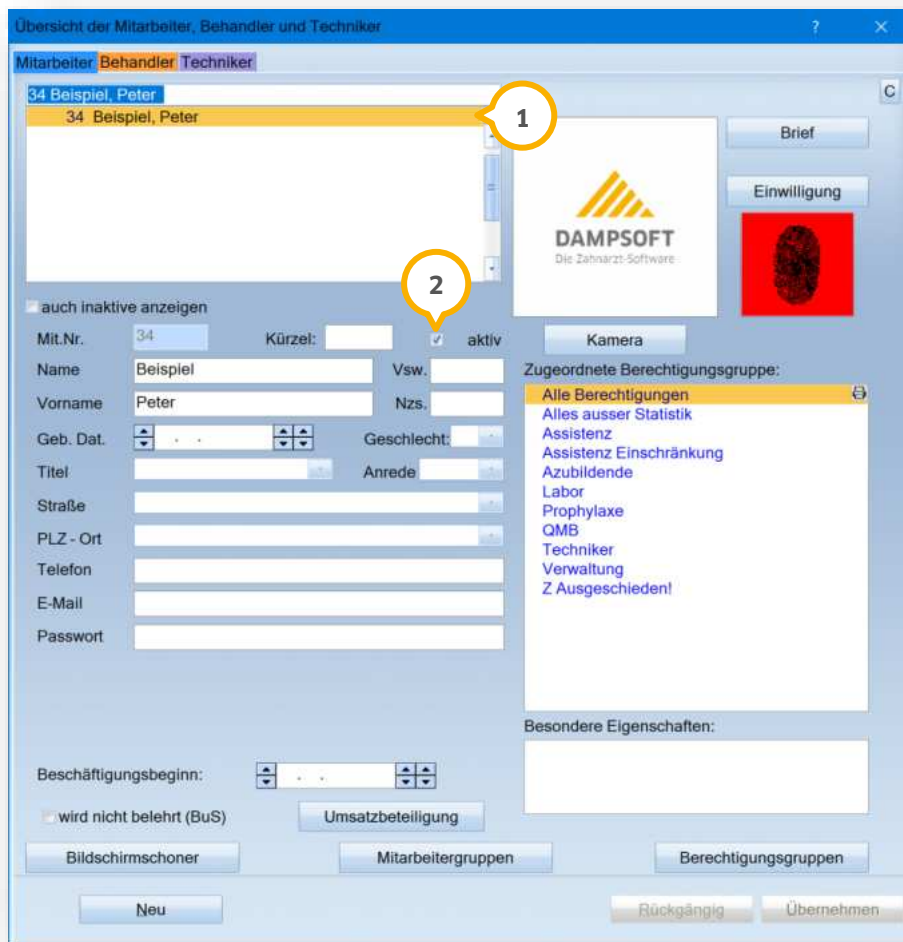 Übersicht der Mitarbeiter, Behandler und Techniker ? ×
Mitarbeiter Behandler Techniker
34 Beispiel, Peter
C
34 Beispiel, Peter
1
Brief
Einwilligung
DAMPSOFT
Die Zahnarzt-Software
2
auch inaktive anzeigen
Mit.Nr. 34 Kürzel: aktiv
Kamera
Name Beispiel Vsw.
Zugeordnete Berechtigungsgruppe:
Vorname Peter Nzs.
Alle Berechtigungen
Alles ausser Statistik
Assistenz
Assistenz Einschränkung
Azubildende
Labor
Prophylaxe
QMB
Techniker
Verwaltung
Z Ausgeschieden!
Geb. Dat. . . Geschlecht:
Titel Anrede
Straße
PLZ - Ort
Telefon
E-Mail
Passwort
Besondere Eigenschaften:
Beschäftigungsbeginn: . .
wird nicht belehrt (BuS) Umsatzbeteiligung
Bildschirmschoner Mitarbeitergruppen Berechtigungsgruppen
Neu Rückgängig Übernehmen